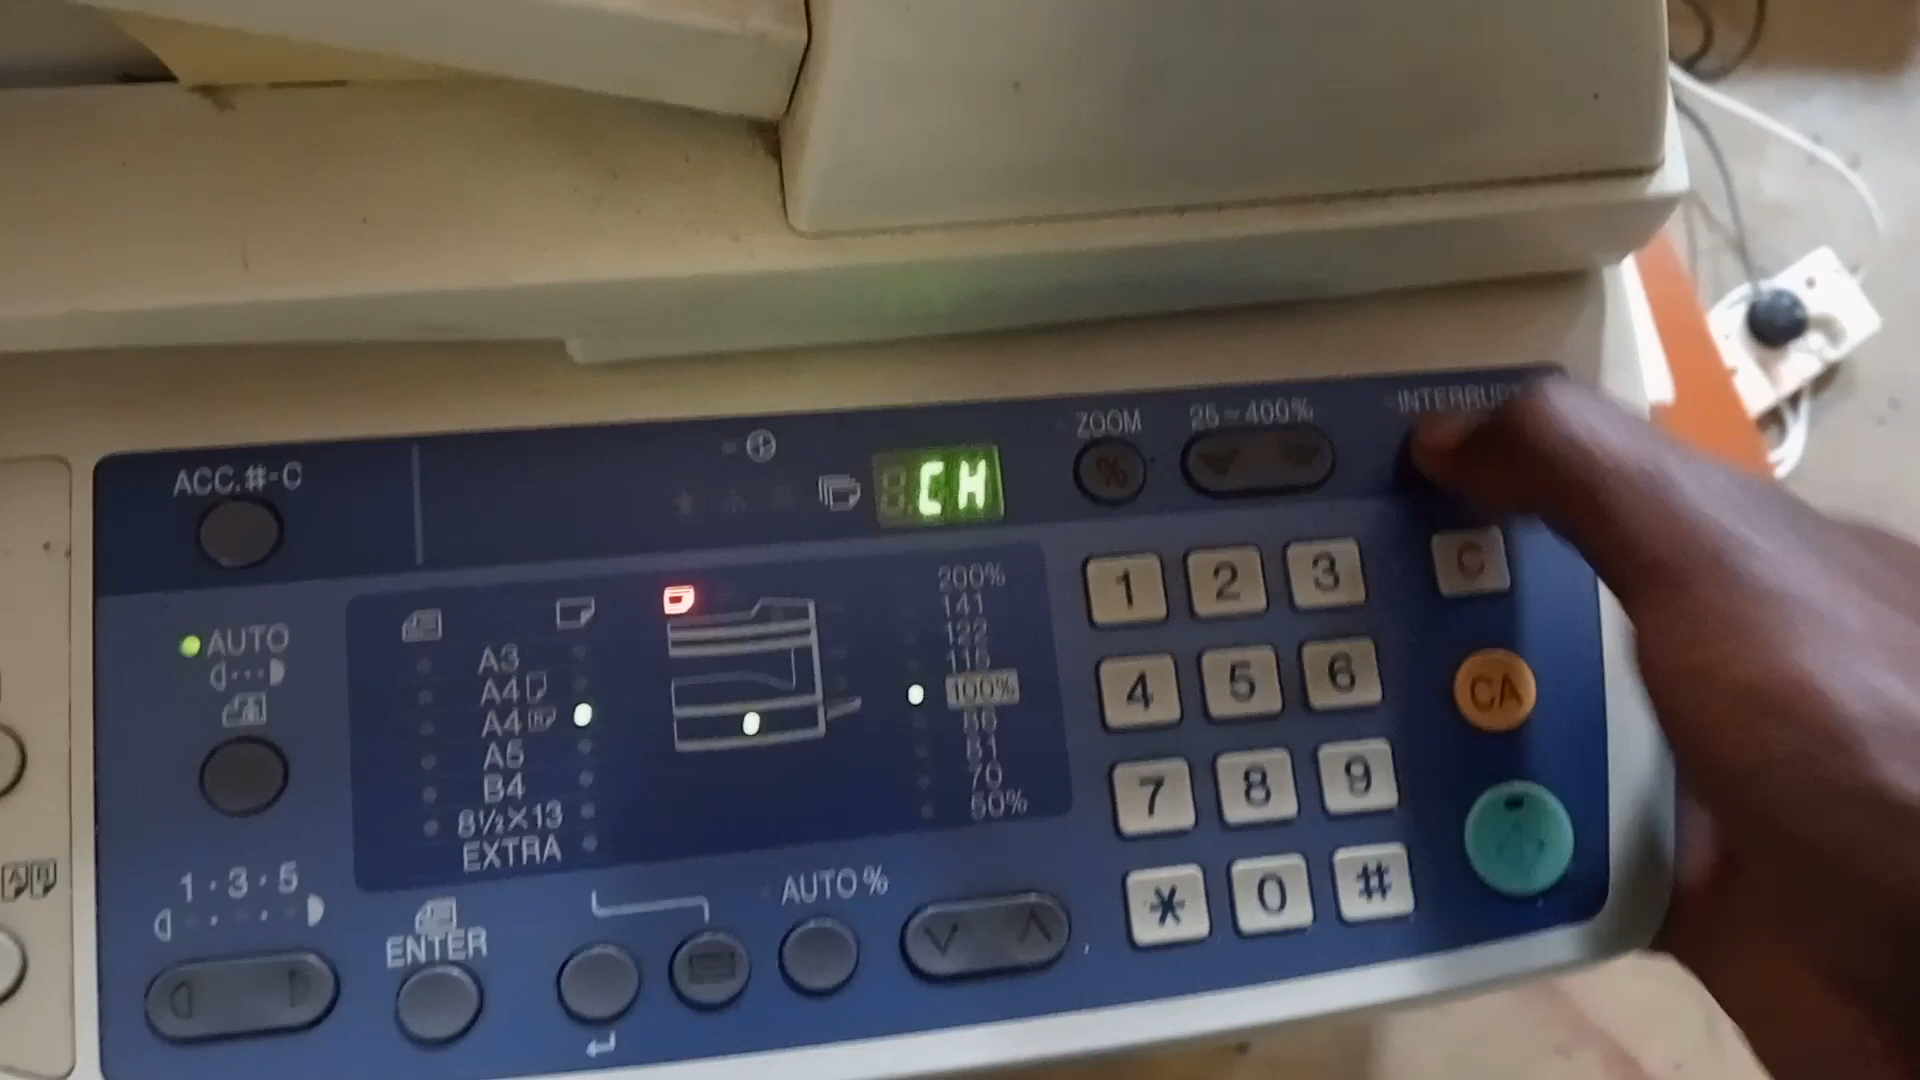 INTERRUPT
ZOOM
25~400%
ACC.#-C
CH
%
200%
141
122
115
100%
86
81
70
50%
AUTO
A3
A4
A4
A5
B4
8½×13
EXTRA
1 2 3
C
4 5 6
CA
7 8 9
* 0 #
1·3·5
ENTER
AUTO %